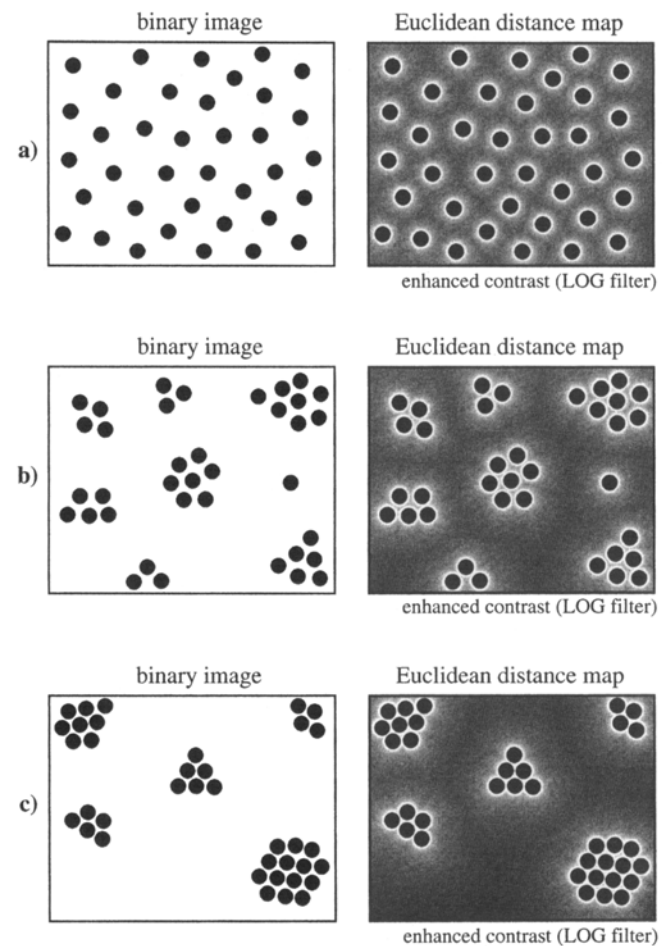 binary image
Euclidean distance map
a)
enhanced contrast (LOG filter)
binary image
Euclidean distance map
b)
enhanced contrast (LOG filter)
binary image
Euclidean distance map
c)
enhanced contrast (LOG filter)